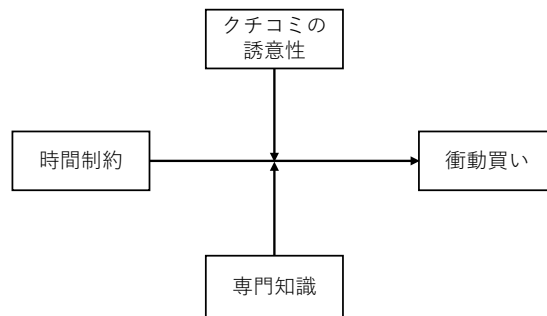 クチコミの
誘意性
時間制約
衝動買い
専門知識